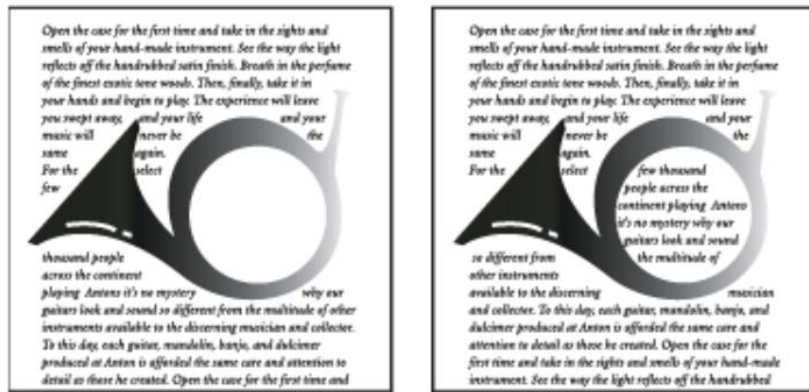 Open the case for the first time and take in the sights and
smells of your hand-made instrument. See the way the light
reflects off the handrubbed satin finish. Breath in the perfume
of the finest exotic tone woods. Then, finally, take it in
your hands and begin to play. The experience will leave
you swept away, and your life and your
music will never be the
same again.
For the select
few
thousand people
across the continent
playing Antons it's no mystery why our
guitars look and sound so different from the multitude of other
instruments available to the discerning musician and collector.
To this day, each guitar, mandolin, banjo, and dulcimer
produced at Anton is afforded the same care and attention to
detail as those he created. Open the case for the first time and
Open the case for the first time and take in the sights and
smells of your hand-made instrument. See the way the light
reflects off the handrubbed satin finish. Breath in the perfume
of the finest exotic tone woods. Then, finally, take it in
your hands and begin to play. The experience will leave
you swept away, and your life and your
music will never be the
same again.
For the select few thousand
people across the
continent playing Antons
it's no mystery why our
guitars look and sound
so different from the multitude of
other instruments
available to the discerning musician
and collector. To this day, each guitar, mandolin, banjo, and
dulcimer produced at Anton is afforded the same care and
attention to detail as those he created. Open the case for the
first time and take in the sights and smells of your hand-made
instrument. See the way the light reflects off the handrubbed